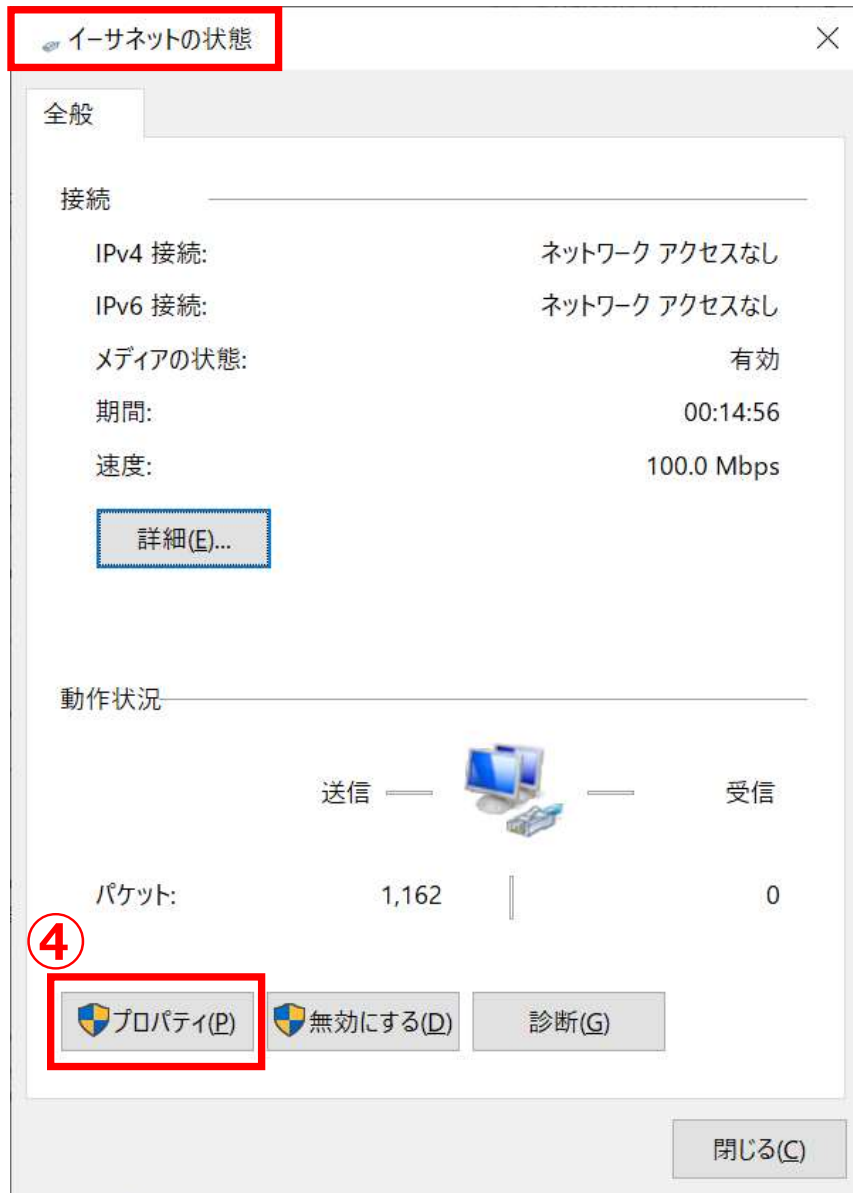 イーサネットの状態
全般
接続
IPv4 接続: ネットワーク アクセスなし
IPv6 接続: ネットワーク アクセスなし
メディアの状態: 有効
期間: 00:14:56
速度: 100.0 Mbps
詳細(E)...
動作状況
送信 受信
パケット: 1,162 0
④
プロパティ(P) 無効にする(D) 診断(G)
閉じる(C)